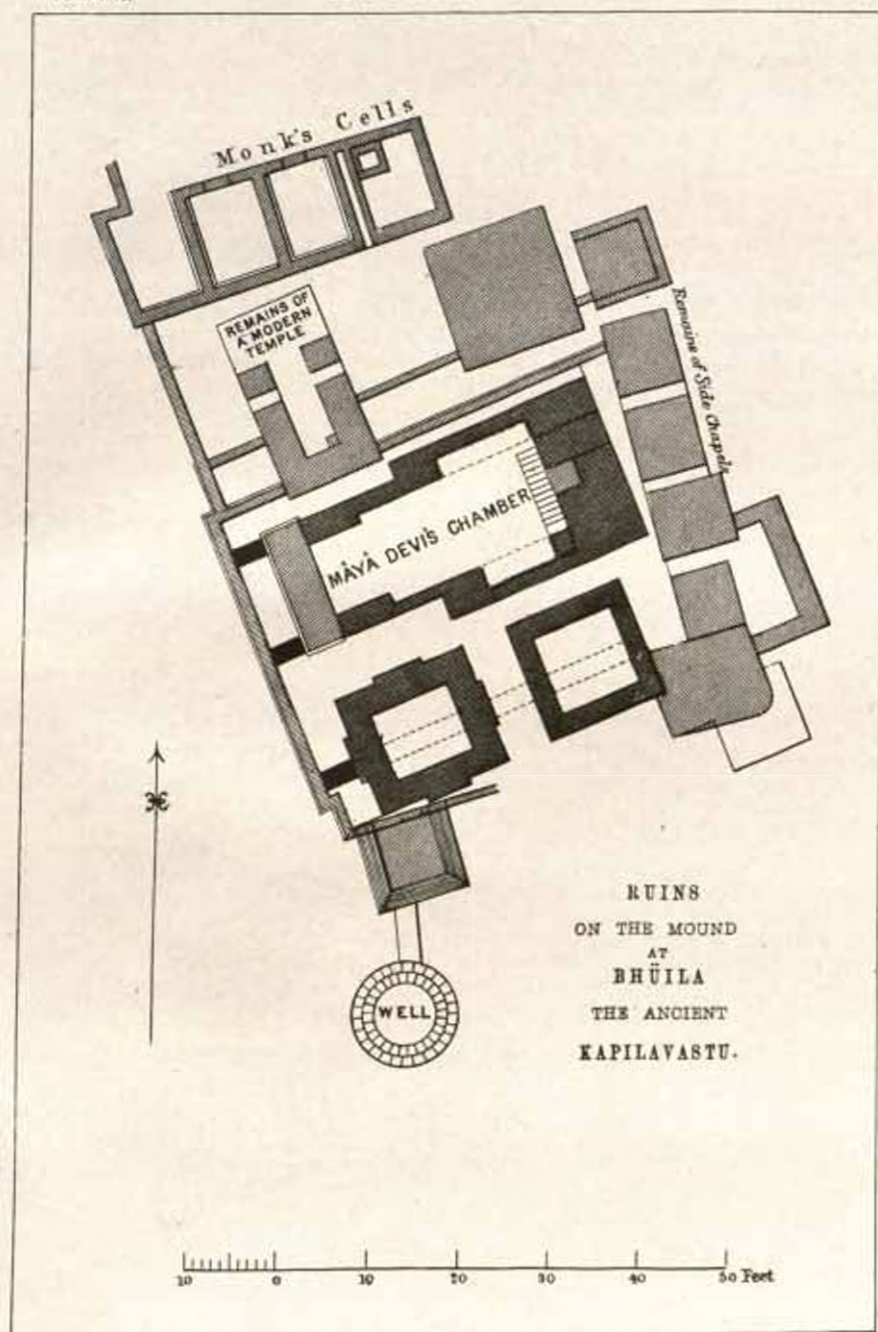 Monk's Cells
REMAINS OF
A MODERN
TEMPLE
Remains of Side Chapels
MÂYÂ DEVI'S CHAMBER
WELL
RUINS
ON THE MOUND
AT
BHÜILA
THE ANCIENT
KAPILAVASTU.
10 0 10 20 30 40 50 Feet